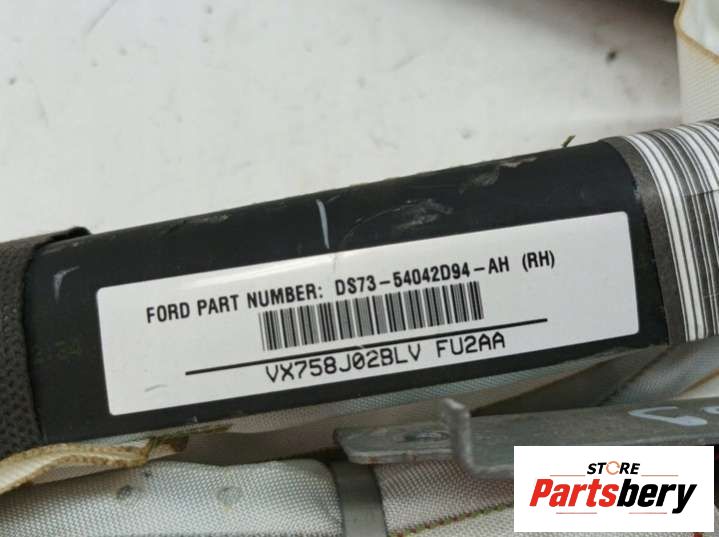 FORD PART NUMBER: DS73-54042D94-AH (RH)
VX758J02BLV FU2AA
STORE
Partsbery